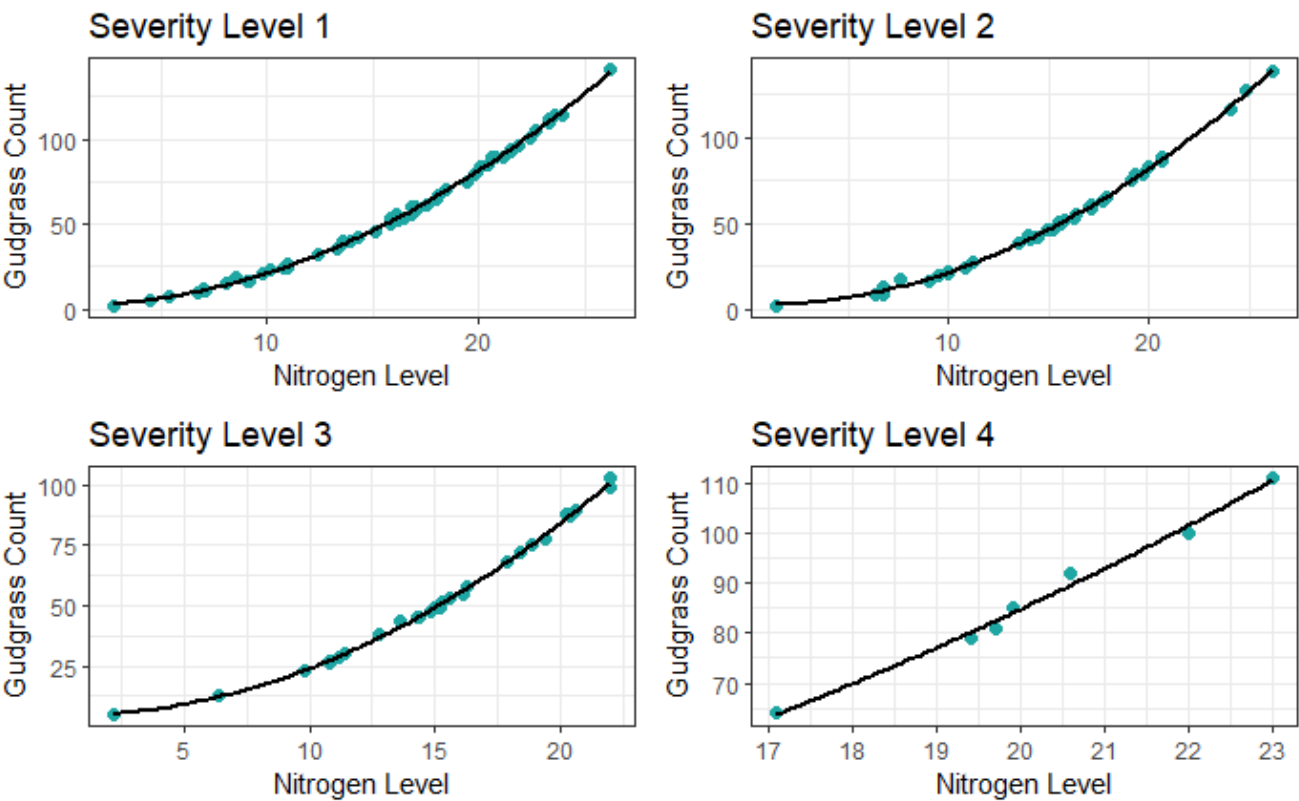 Severity Level 1
Gudgrass Count
100
50
0
10 20
Nitrogen Level
Severity Level 2
Gudgrass Count
100
50
0
10 20
Nitrogen Level
Severity Level 3
Gudgrass Count
100
75
50
25
5 10 15 20
Nitrogen Level
Severity Level 4
Gudgrass Count
110
100
90
80
70
17 18 19 20 21 22 23
Nitrogen Level